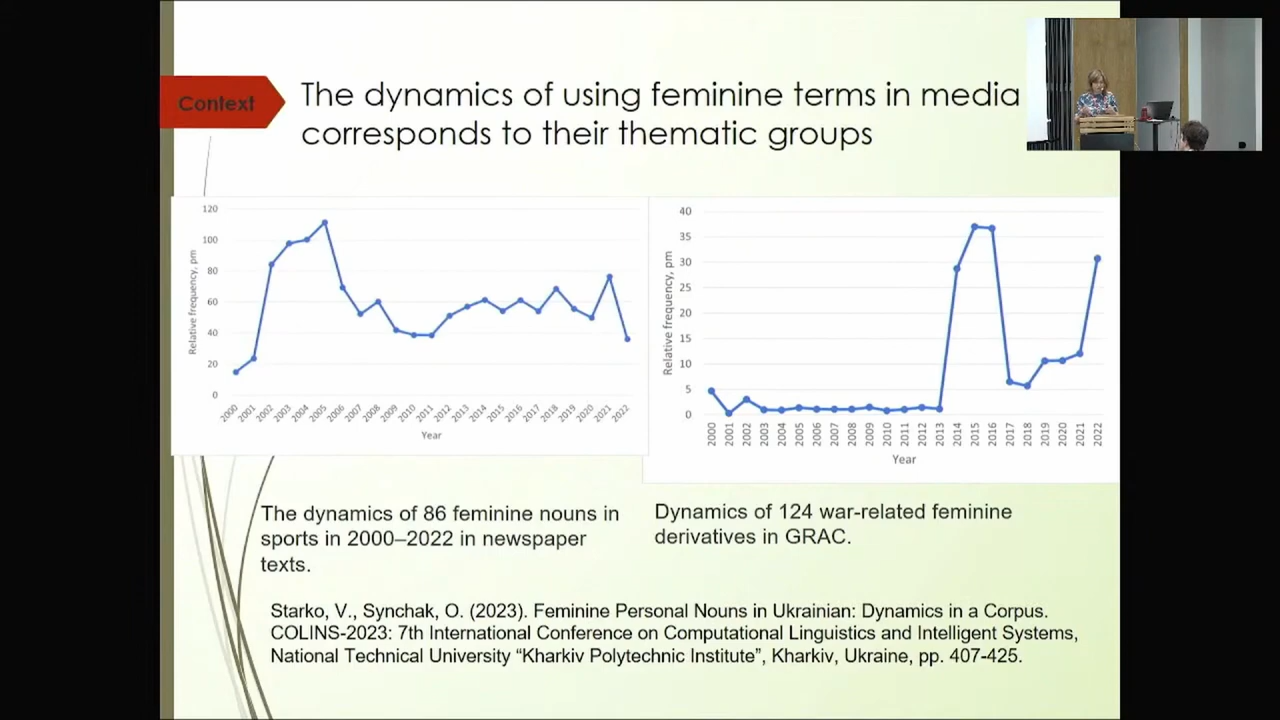 Context
The dynamics of using feminine terms in media
corresponds to their thematic groups
120
100
80
60
40
20
0
Relative frequency, pm
2000 2001 2002 2003 2004 2005 2006 2007 2008 2009 2010 2011 2012 2013 2014 2015 2016 2017 2018 2019 2020 2021 2022
Year
40
35
30
25
20
15
10
5
0
Relative frequency, pm
2000 2001 2002 2003 2004 2005 2006 2007 2008 2009 2010 2011 2012 2013 2014 2015 2016 2017 2018 2019 2020 2021 2022
Year
The dynamics of 86 feminine nouns in
sports in 2000–2022 in newspaper
texts.
Dynamics of 124 war-related feminine
derivatives in GRAC.
Starko, V., Synchak, O. (2023). Feminine Personal Nouns in Ukrainian: Dynamics in a Corpus.
COLINS-2023: 7th International Conference on Computational Linguistics and Intelligent Systems,
National Technical University “Kharkiv Polytechnic Institute”, Kharkiv, Ukraine, pp. 407-425.